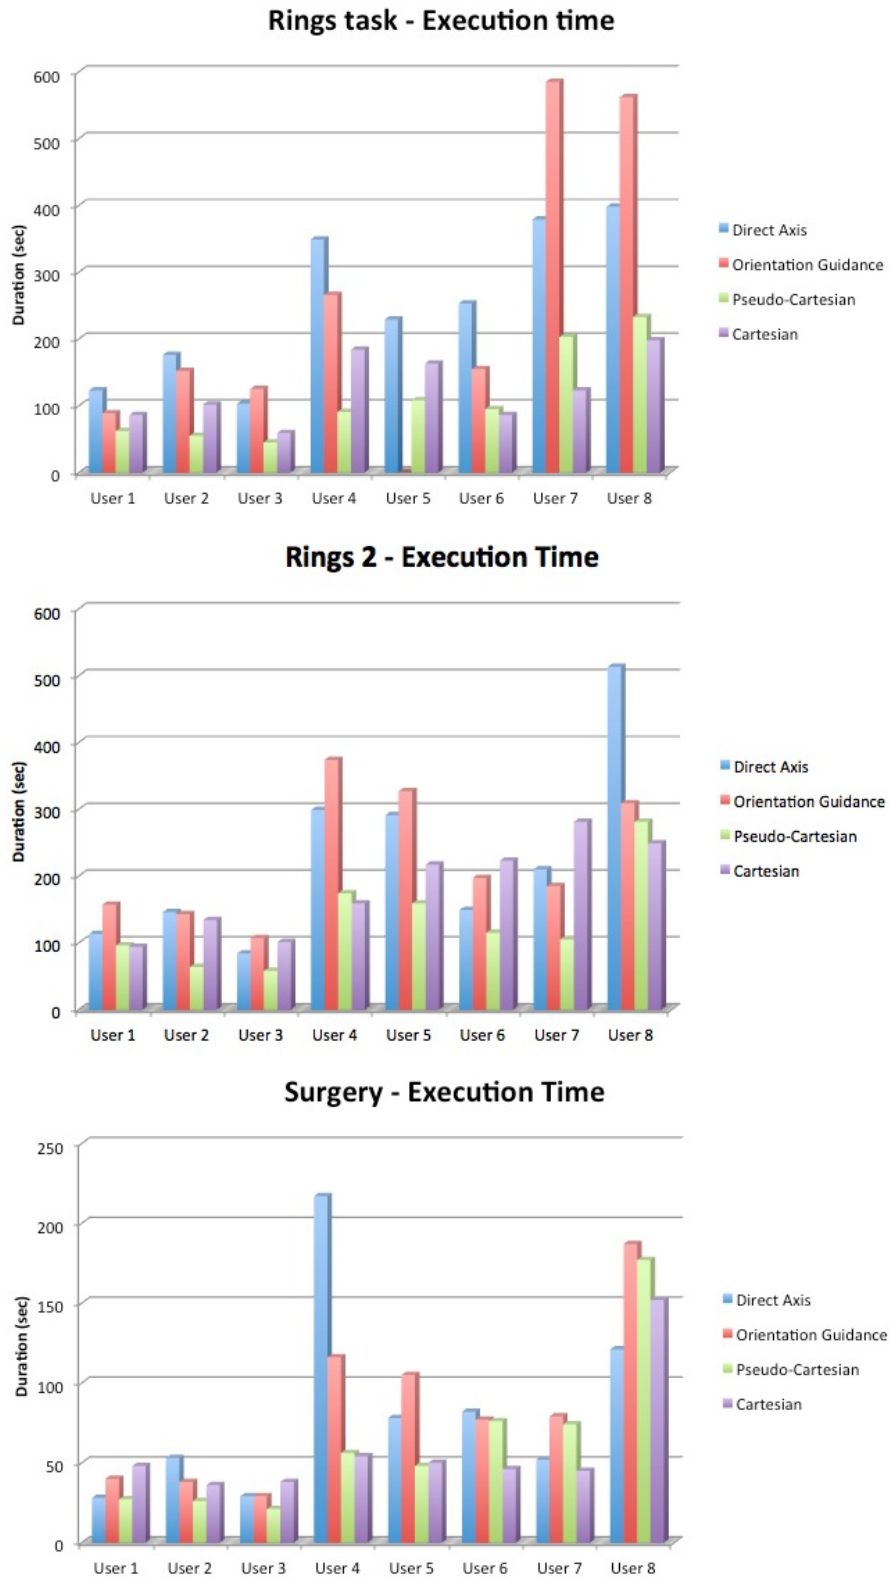 Rings task - Execution time
Duration (sec)
600
500
400
300
200
100
0
User 1 User 2 User 3 User 4 User 5 User 6 User 7 User 8
Direct Axis
Orientation Guidance
Pseudo-Cartesian
Cartesian
Rings 2 - Execution Time
Duration (sec)
600
500
400
300
200
100
0
User 1 User 2 User 3 User 4 User 5 User 6 User 7 User 8
Direct Axis
Orientation Guidance
Pseudo-Cartesian
Cartesian
Surgery - Execution Time
Duration (sec)
250
200
150
100
50
0
User 1 User 2 User 3 User 4 User 5 User 6 User 7 User 8
Direct Axis
Orientation Guidance
Pseudo-Cartesian
Cartesian